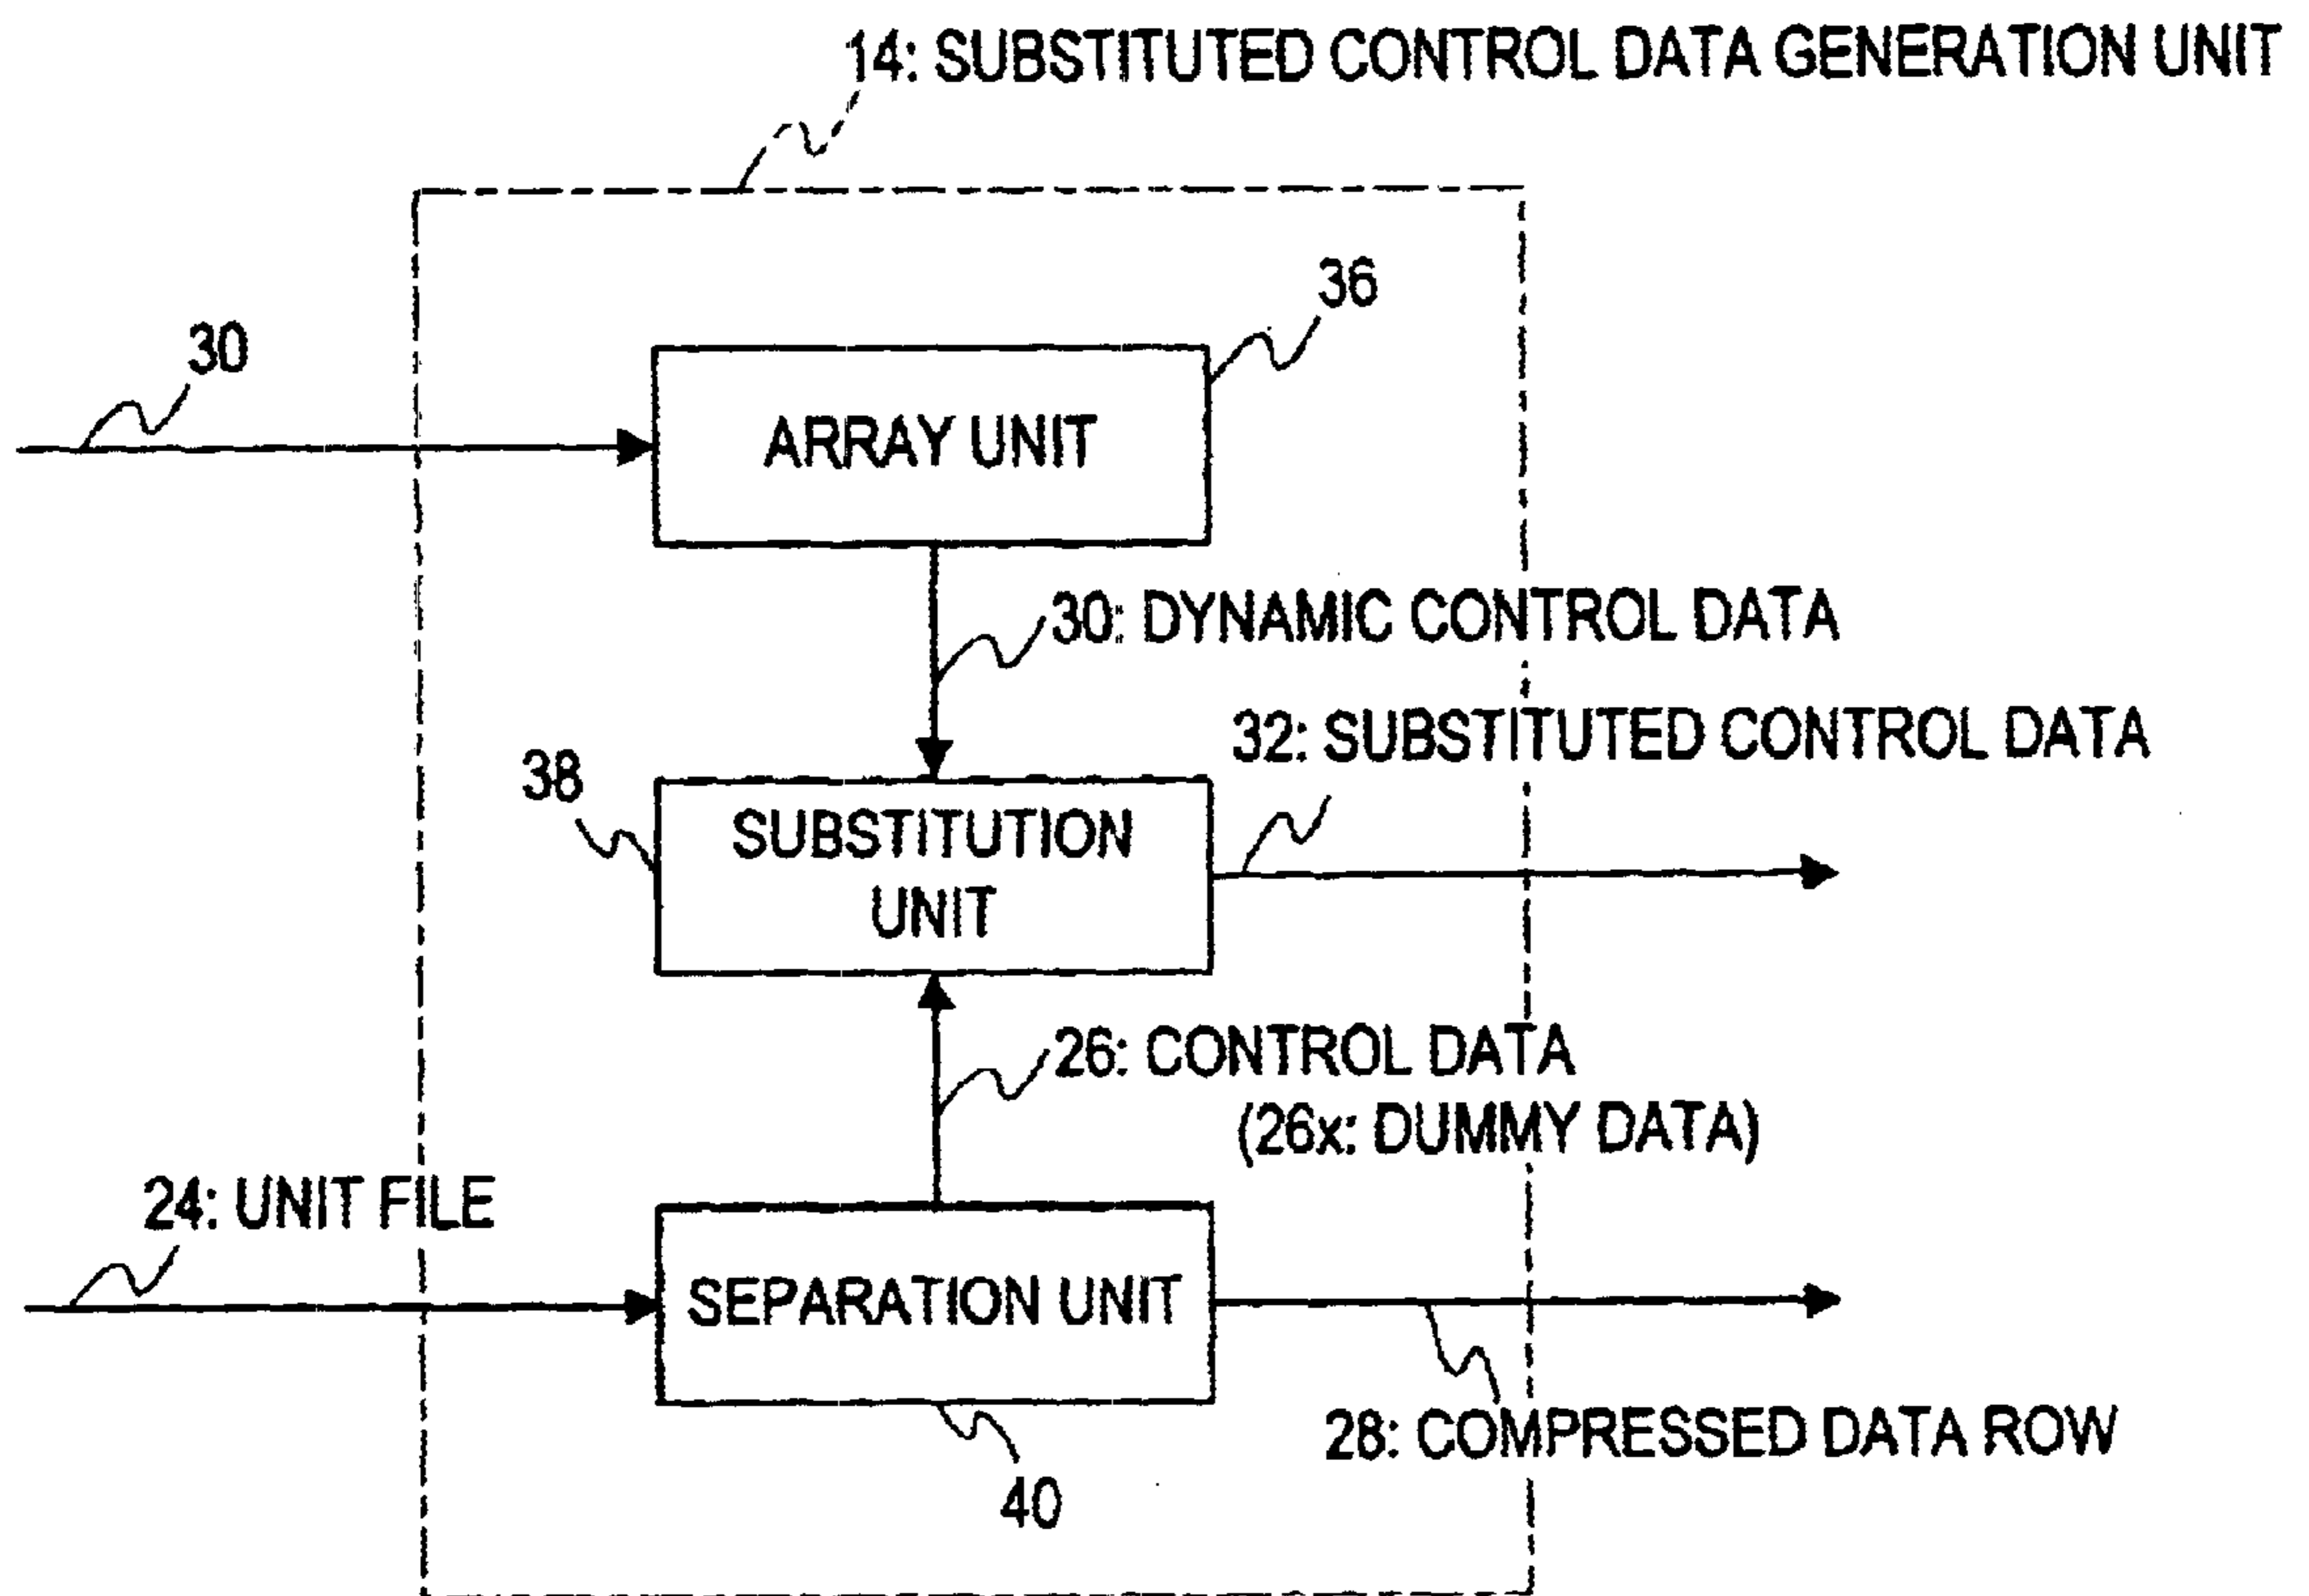 14: SUBSTITUTED CONTROL DATA GENERATION UNIT
36
30
ARRAY UNIT
30: DYNAMIC CONTROL DATA
32: SUBSTITUTED CONTROL DATA
38
SUBSTITUTION
UNIT
26: CONTROL DATA
(26x: DUMMY DATA)
24: UNIT FILE
SEPARATION UNIT
28: COMPRESSED DATA ROW
40